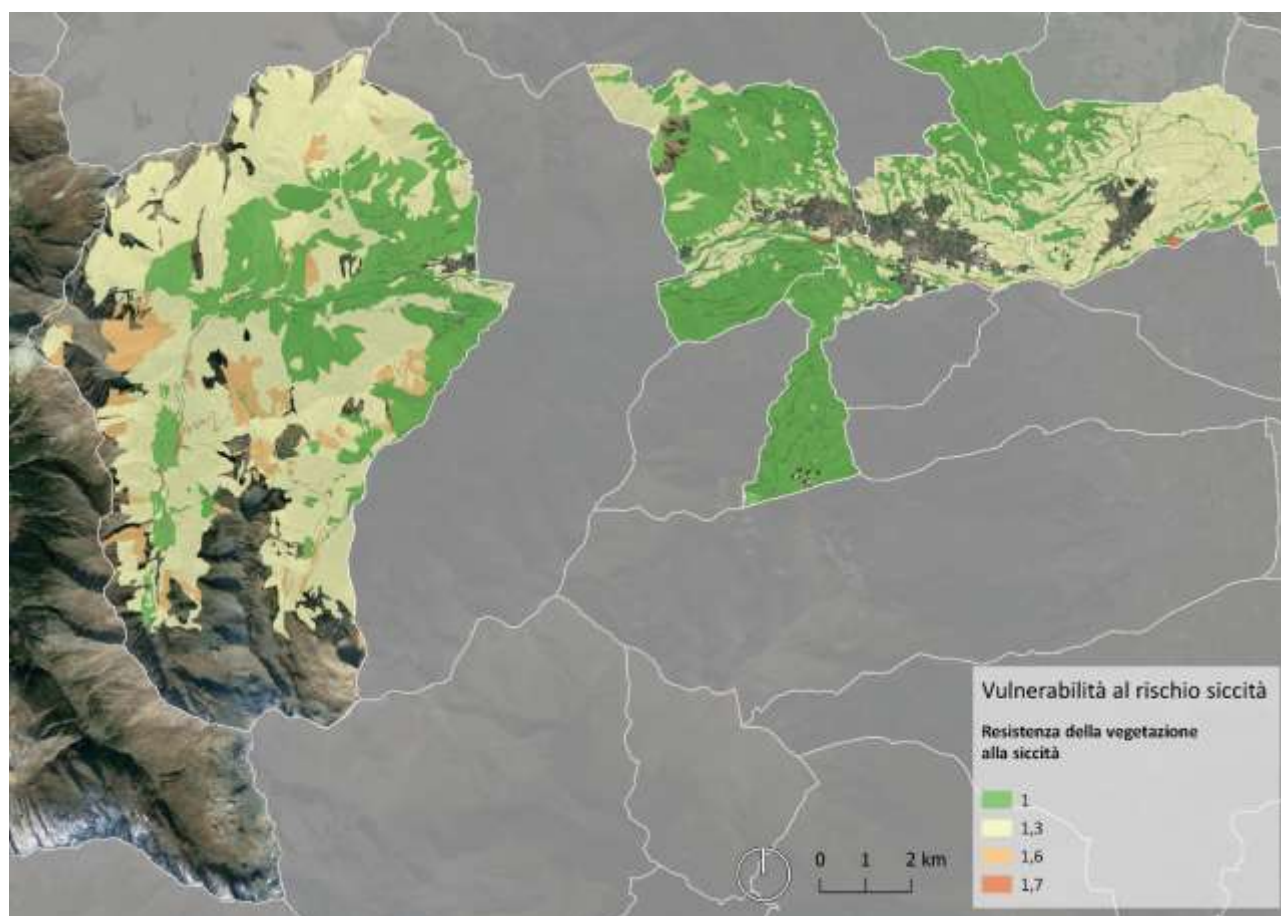 Vulnerabilità al rischio siccità
Resistenza della vegetazione
alla siccità
1
1,3
1,6
1,7
0 1 2 km